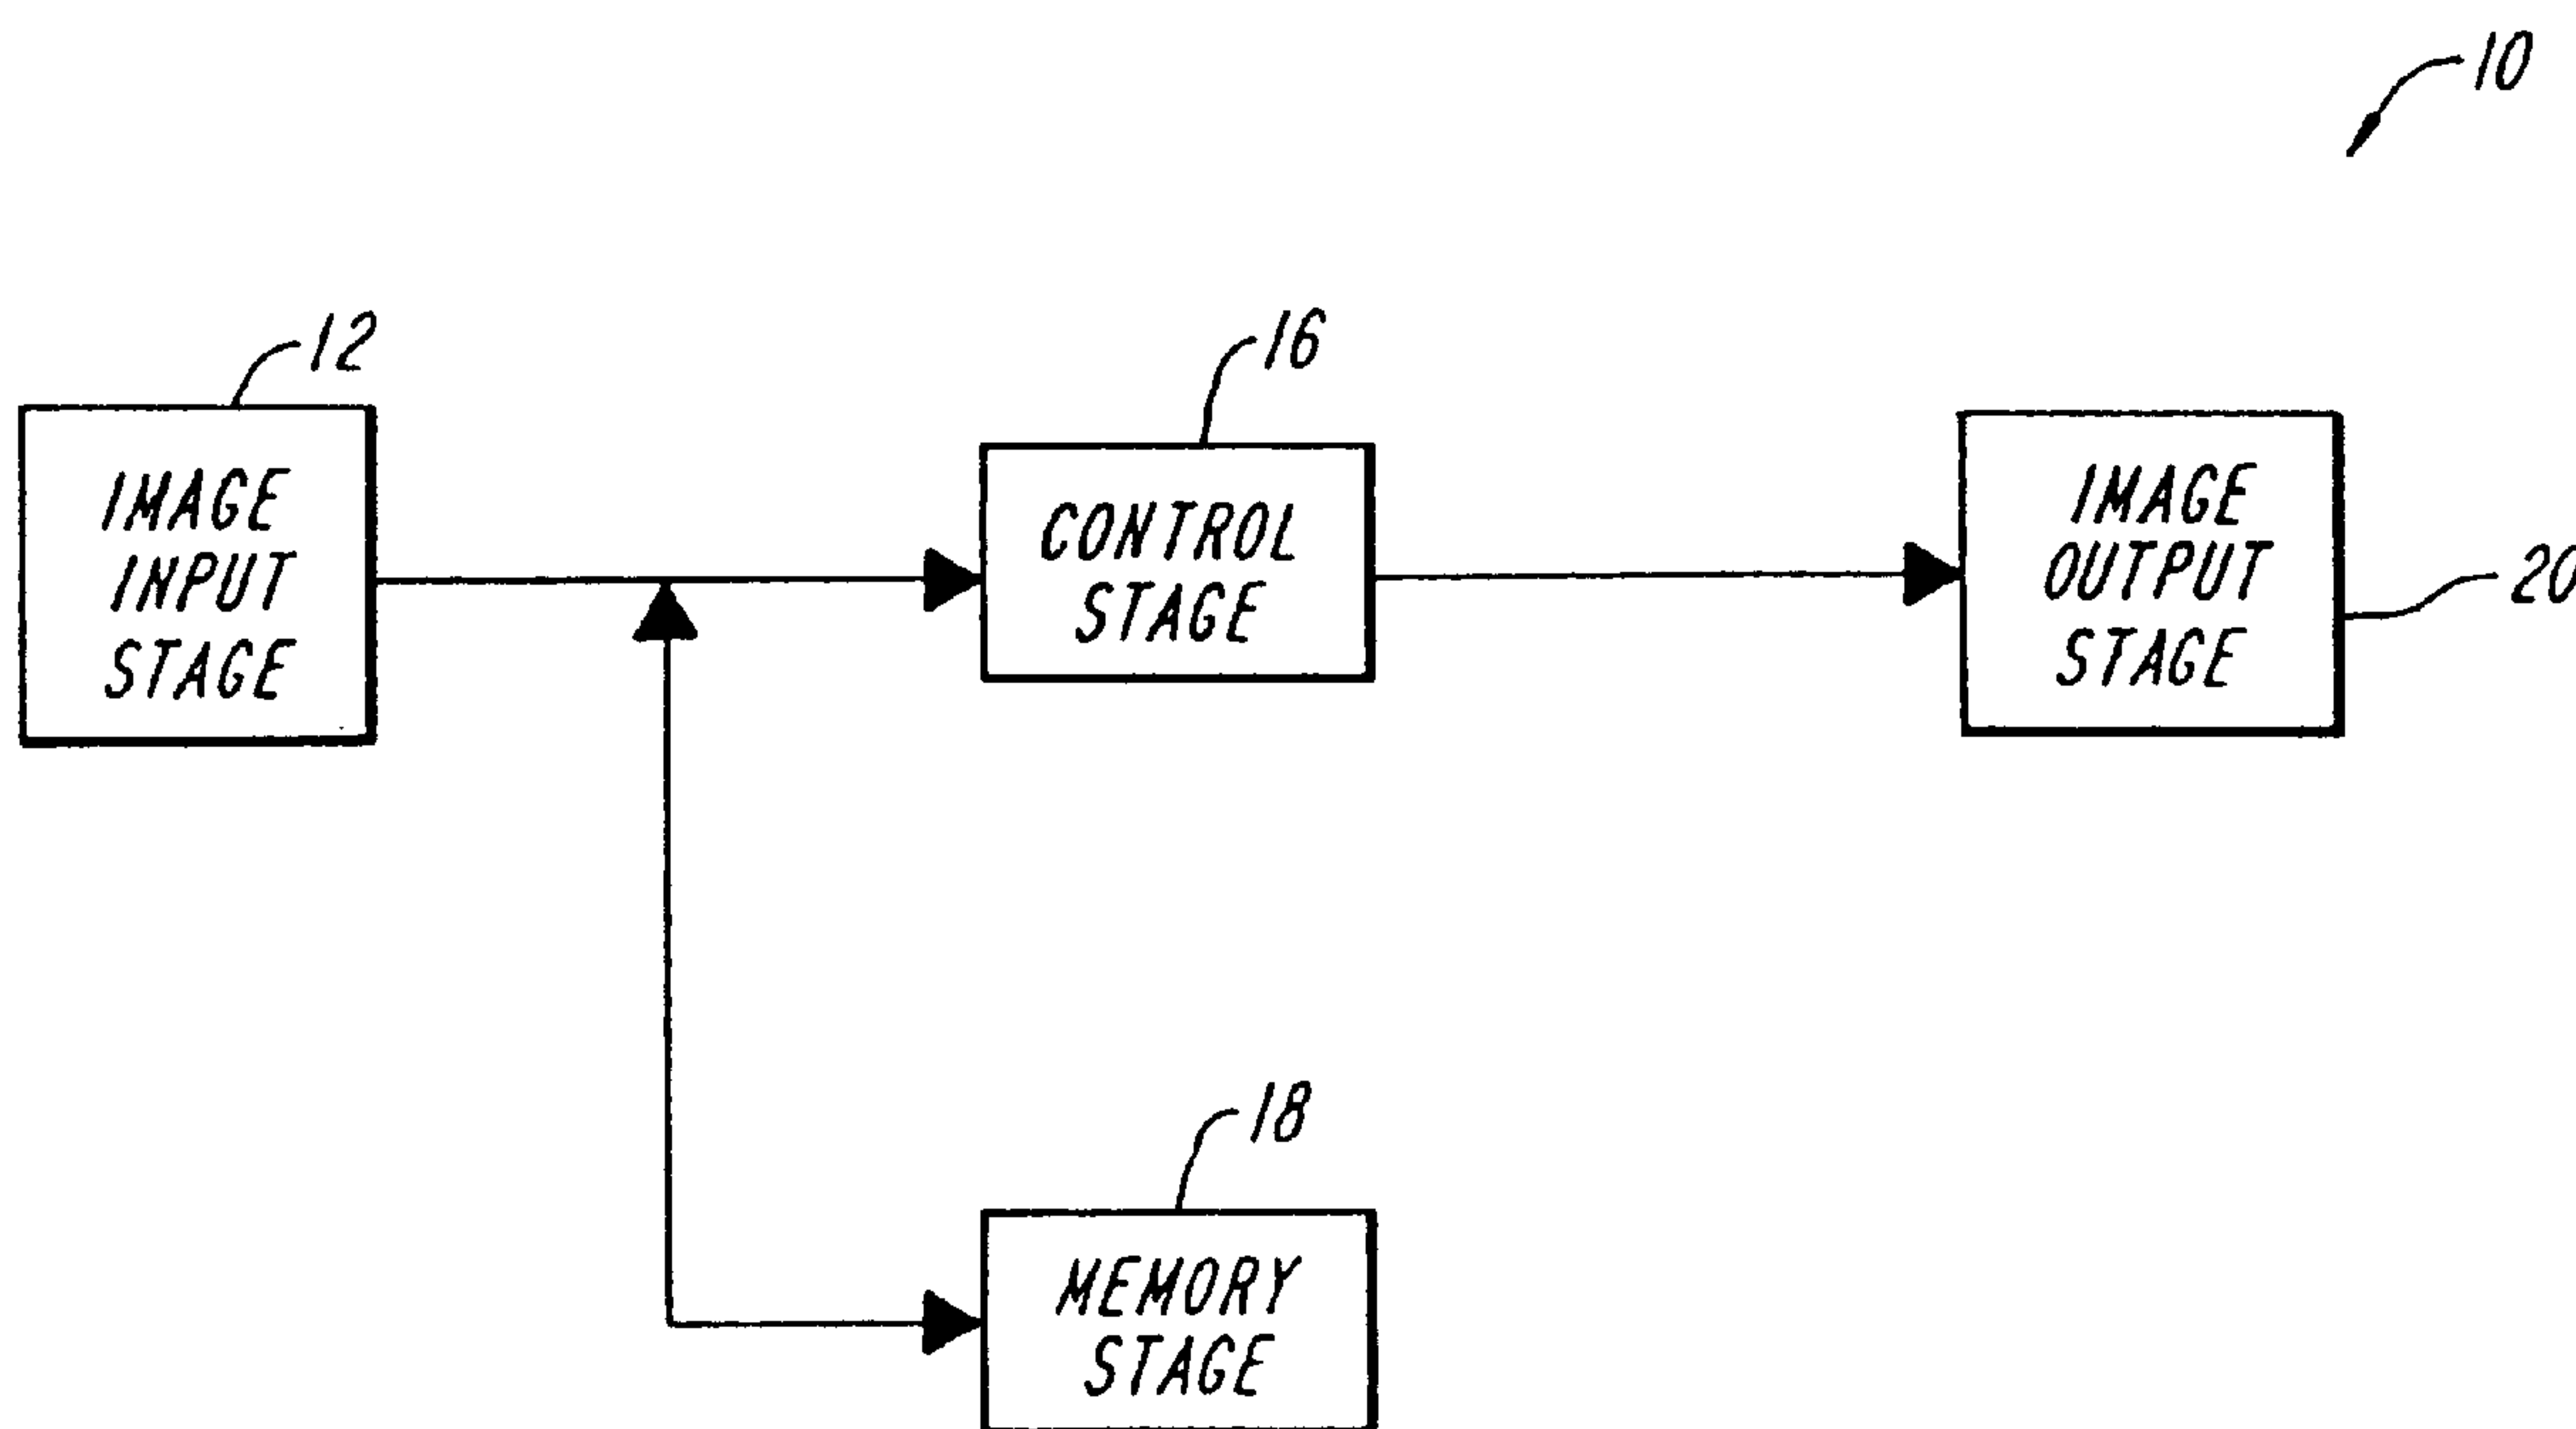 10
12
IMAGE
INPUT
STAGE
16
CONTROL
STAGE
IMAGE
OUTPUT
STAGE
20
18
MEMORY
STAGE